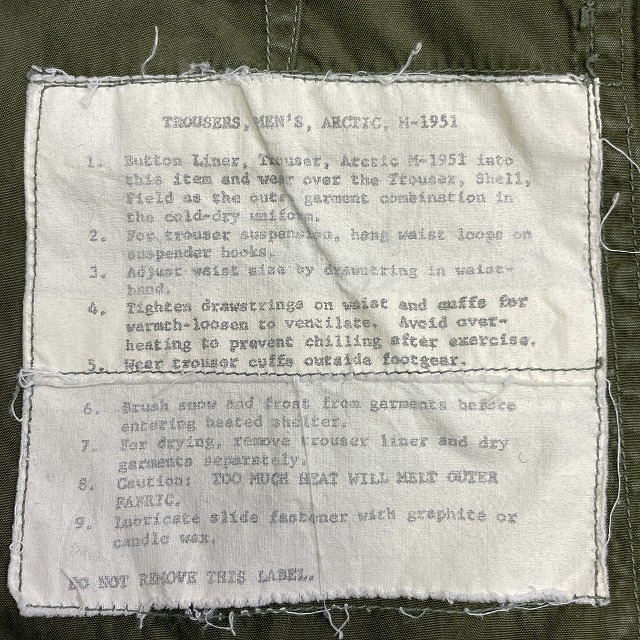 TROUSERS, MEN'S, ARCTIC, M-1951
1. Button Liner, Trouser, Arctic M-1951 into
this item and wear over the Trouser, Shell,
Field as the outer garment combination in
the cold-dry uniform.
2. For trouser suspension, hang waist loops on
suspender hooks.
3. Adjust waist size by drawstring in waist-
band.
4. Tighten drawstrings on waist and cuffs for
warmth-loosen to ventilate. Avoid over-
heating to prevent chilling after exercise.
5. Wear trouser cuffs outside footgear.
6. Brush snow and frost from garments before
entering heated shelter.
7. For drying, remove trouser liner and dry
garments separately.
8. Caution: TOO MUCH HEAT WILL MELT OUTER
FABRIC.
9. Lubricate slide fastener with graphite or
candle wax.
DO NOT REMOVE THIS LABEL.